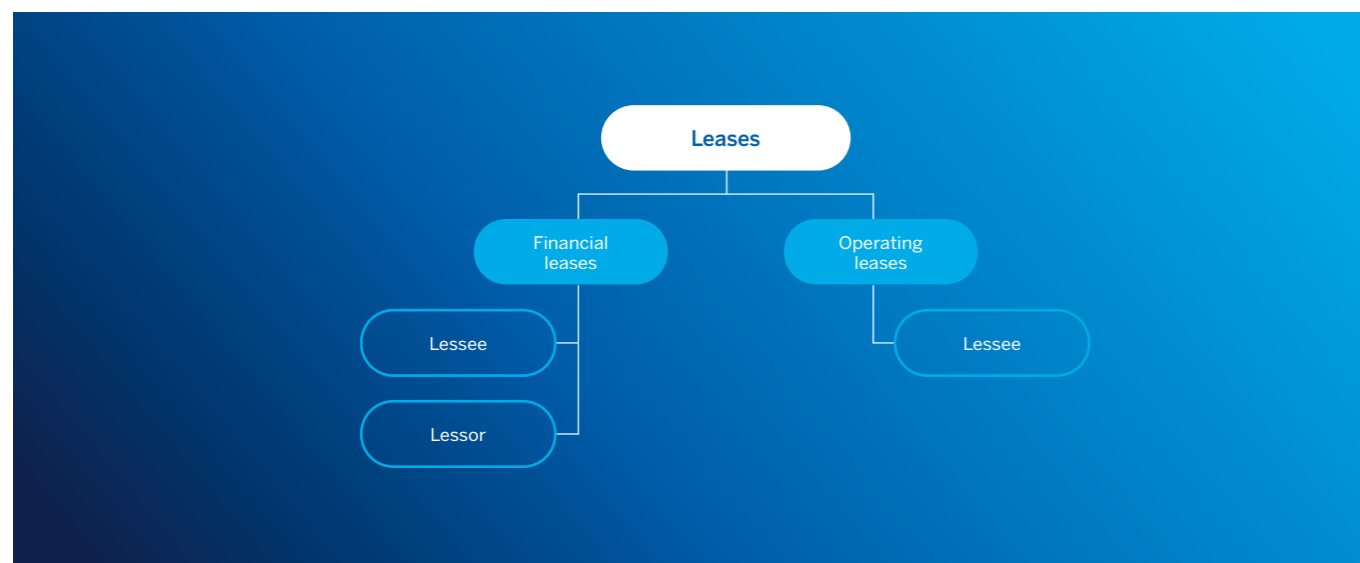 Leases
Financial
leases
Operating
leases
Lessee
Lessee
Lessor